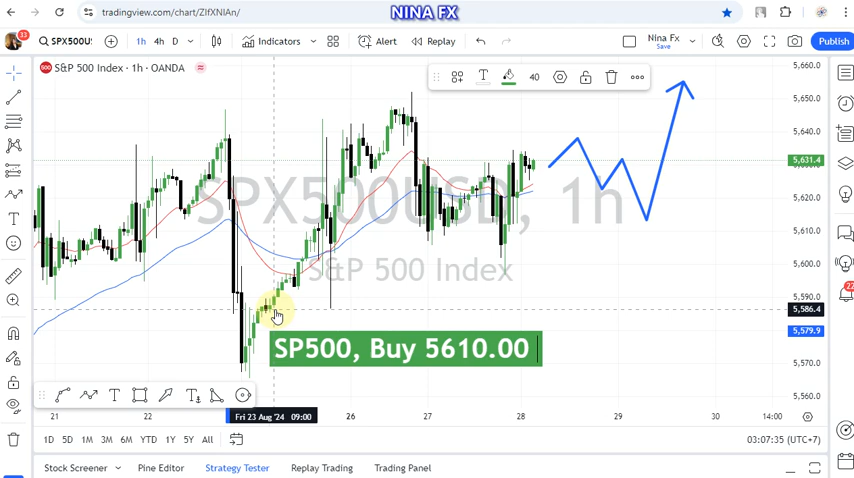 tradingview.com/chart/ZIfXNIAn/
NINA FX
33
SPX500U:
1h 4h D
Indicators
Alert
Replay
Nina Fx
Save
Publish
S&P 500 Index · 1h · OANDA
40
SPX500USD, 1h
S&P 500 Index
5,660.0
5,650.0
5,640.0
5,631.4
5,620.0
5,610.0
5,600.0
5,590.0
5,586.4
5,579.9
5,570.0
5,560.0
22
SP500, Buy 5610.00
21 22 Fri 23 Aug '24 09:00 26 27 28 29 30 14:00
1D 5D 1M 3M 6M YTD 1Y 5Y All
03:07:35 (UTC+7)
Stock Screener Pine Editor Strategy Tester Replay Trading Trading Panel